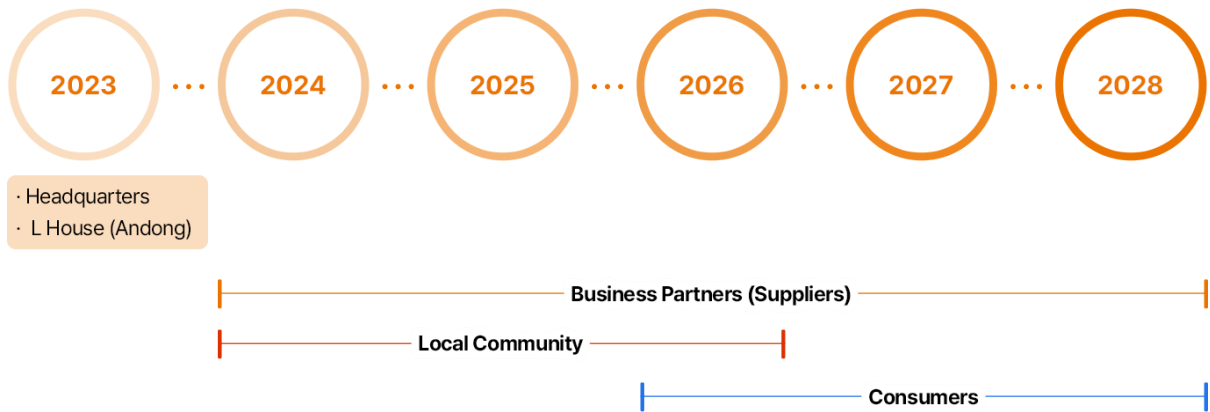 2023 ... 2024 ... 2025 ... 2026 ... 2027 ... 2028
· Headquarters
· L House (Andong)
Business Partners (Suppliers)
Local Community
Consumers